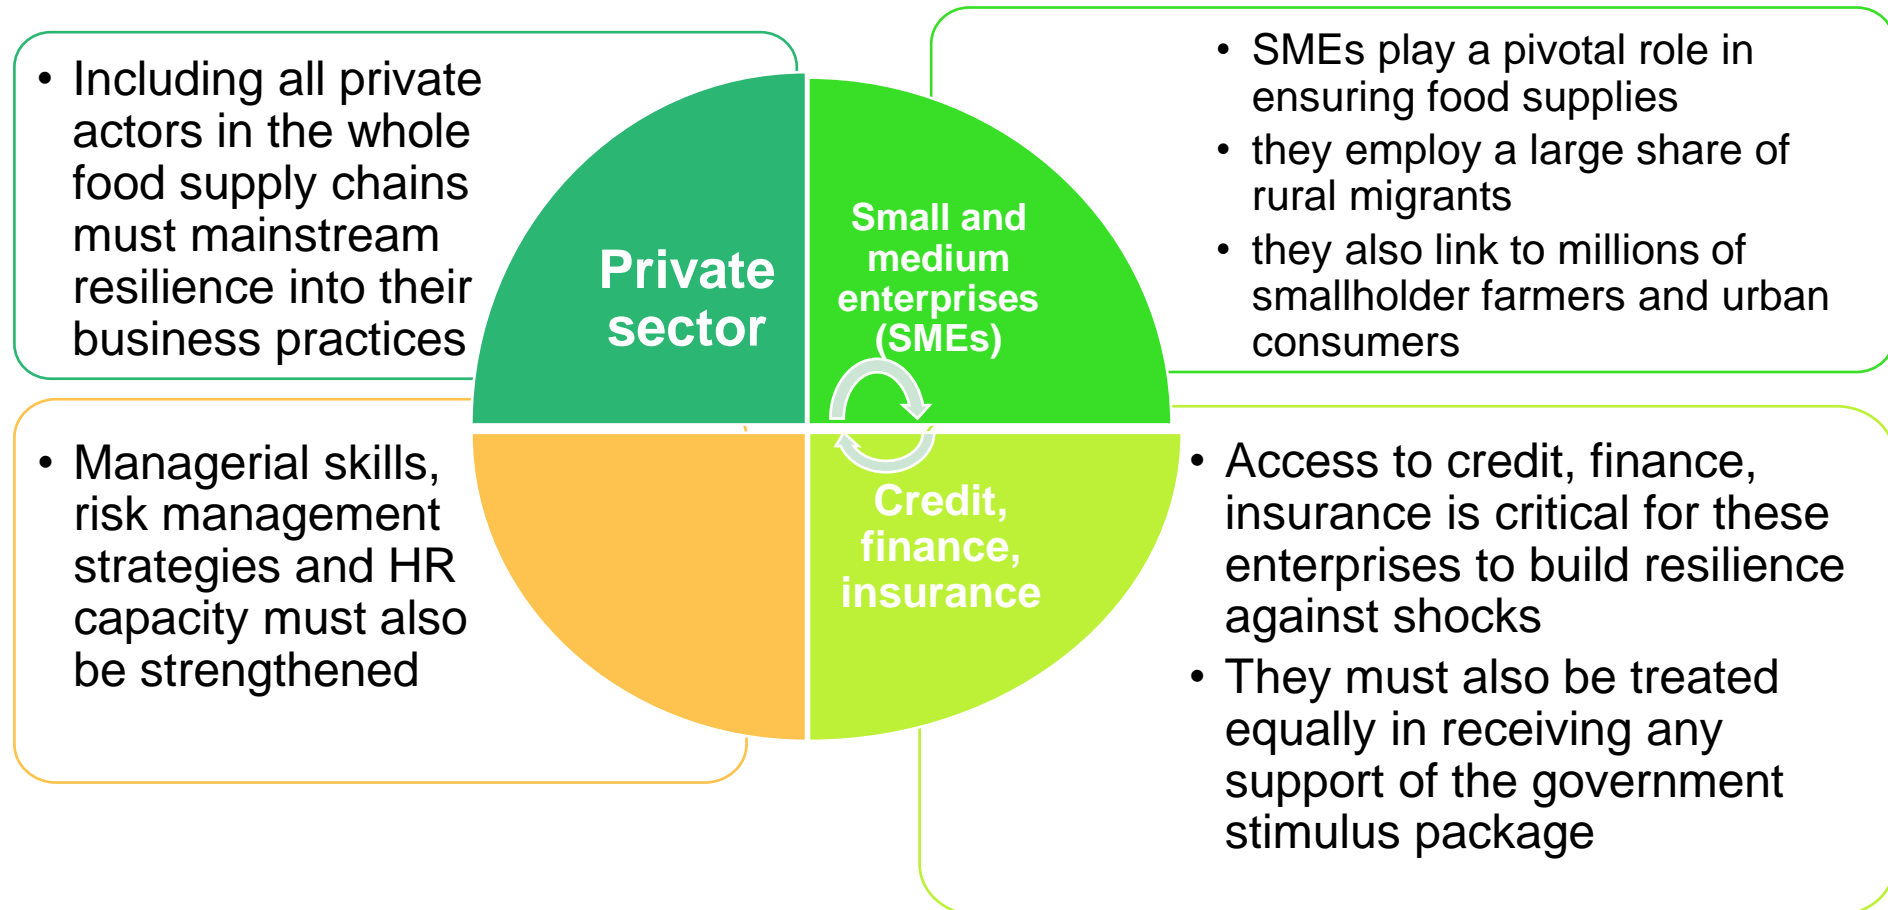 • Including all private
actors in the whole
food supply chains
must mainstream
resilience into their
business practices
Private
sector
Small and
medium
enterprises
(SMEs)
• SMEs play a pivotal role in
ensuring food supplies
• they employ a large share of
rural migrants
• they also link to millions of
smallholder farmers and urban
consumers
• Managerial skills,
risk management
strategies and HR
capacity must also
be strengthened
Credit,
finance,
insurance
• Access to credit, finance,
insurance is critical for these
enterprises to build resilience
against shocks
• They must also be treated
equally in receiving any
support of the government
stimulus package